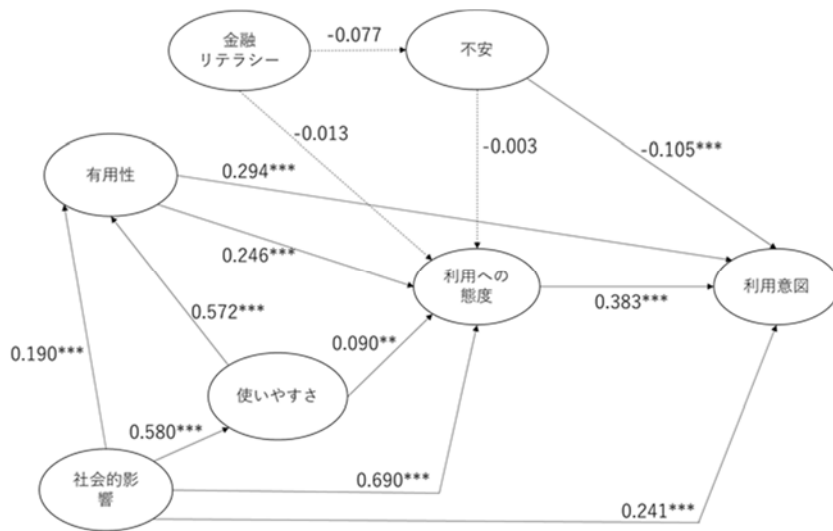 金融
リテラシー
-0.077
不安
-0.013
-0.003
-0.105***
有用性
0.294***
0.246***
利用への
態度
利用意図
0.383***
0.572***
0.090**
0.190***
使いやすさ
0.580***
社会的影
響
0.690***
0.241***